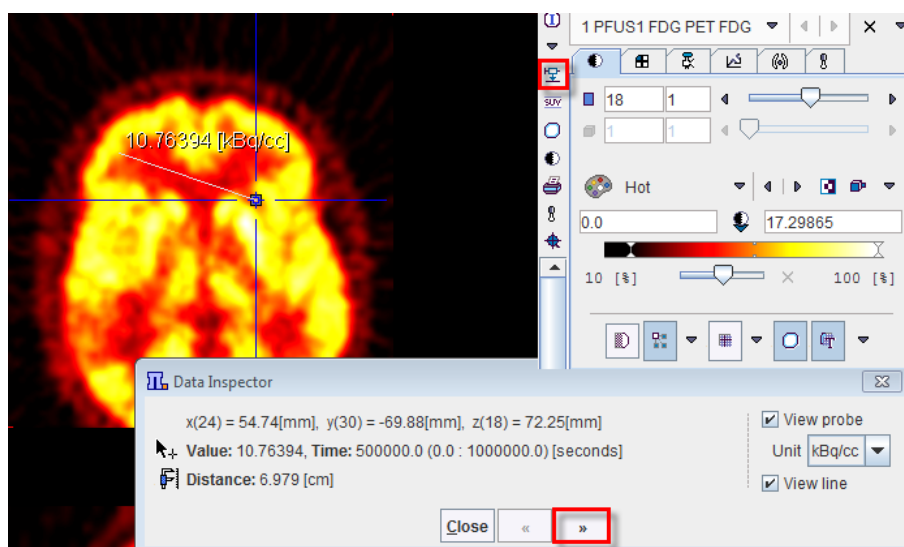 1 PFUS1 FDG PET FDG
10.76394 [kBq/cc]
SUV
18 1
1 1
Hot
0.0 17.29865
10 [%] 100 [%]
Data Inspector
x(24) = 54.74[mm], y(30) = -69.88[mm], z(18) = 72.25[mm]
Value: 10.76394, Time: 500000.0 (0.0 : 1000000.0) [seconds]
Distance: 6.979 [cm]
View probe
Unit kBq/cc
View line
Close « »